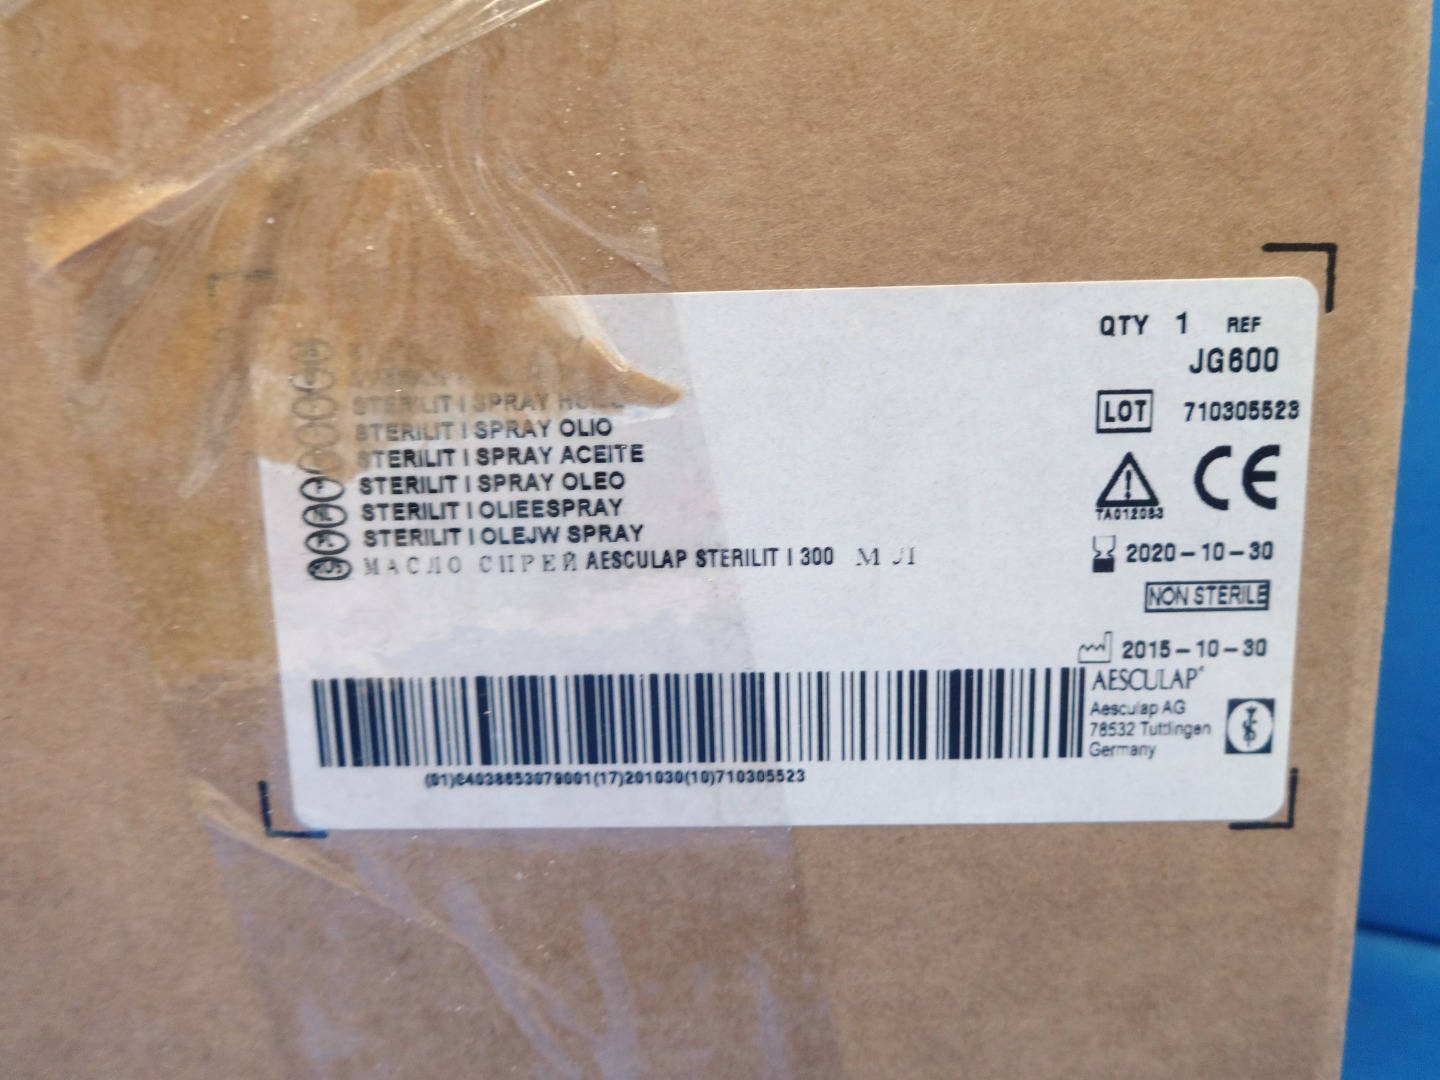 STERILIT I SPRAY
STERILIT I SPRAY OLIO
STERILIT I SPRAY ACEITE
STERILIT I SPRAY OLEO
STERILIT I OLIEESPRAY
STERILIT I OLEJW SPRAY
МАСЛО СПРЕЙ AESCULAP STERILIT I 300 МЛ
QTY 1 REF
JG600
LOT 710305523
CE
TA012083
2020-10-30
NON STERILE
2015-10-30
AESCULAP®
Aesculap AG
78532 Tuttlingen
Germany
(01)04038653079001(17)201030(10)710305523